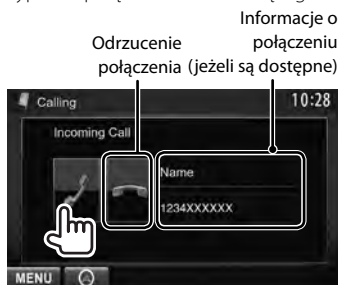 Informacje o
połączeniu
(jeżeli są dostępne)
Odrzucenie
połączenia
Calling
10:28
Incoming Call
Name
1234XXXXXX
MENU